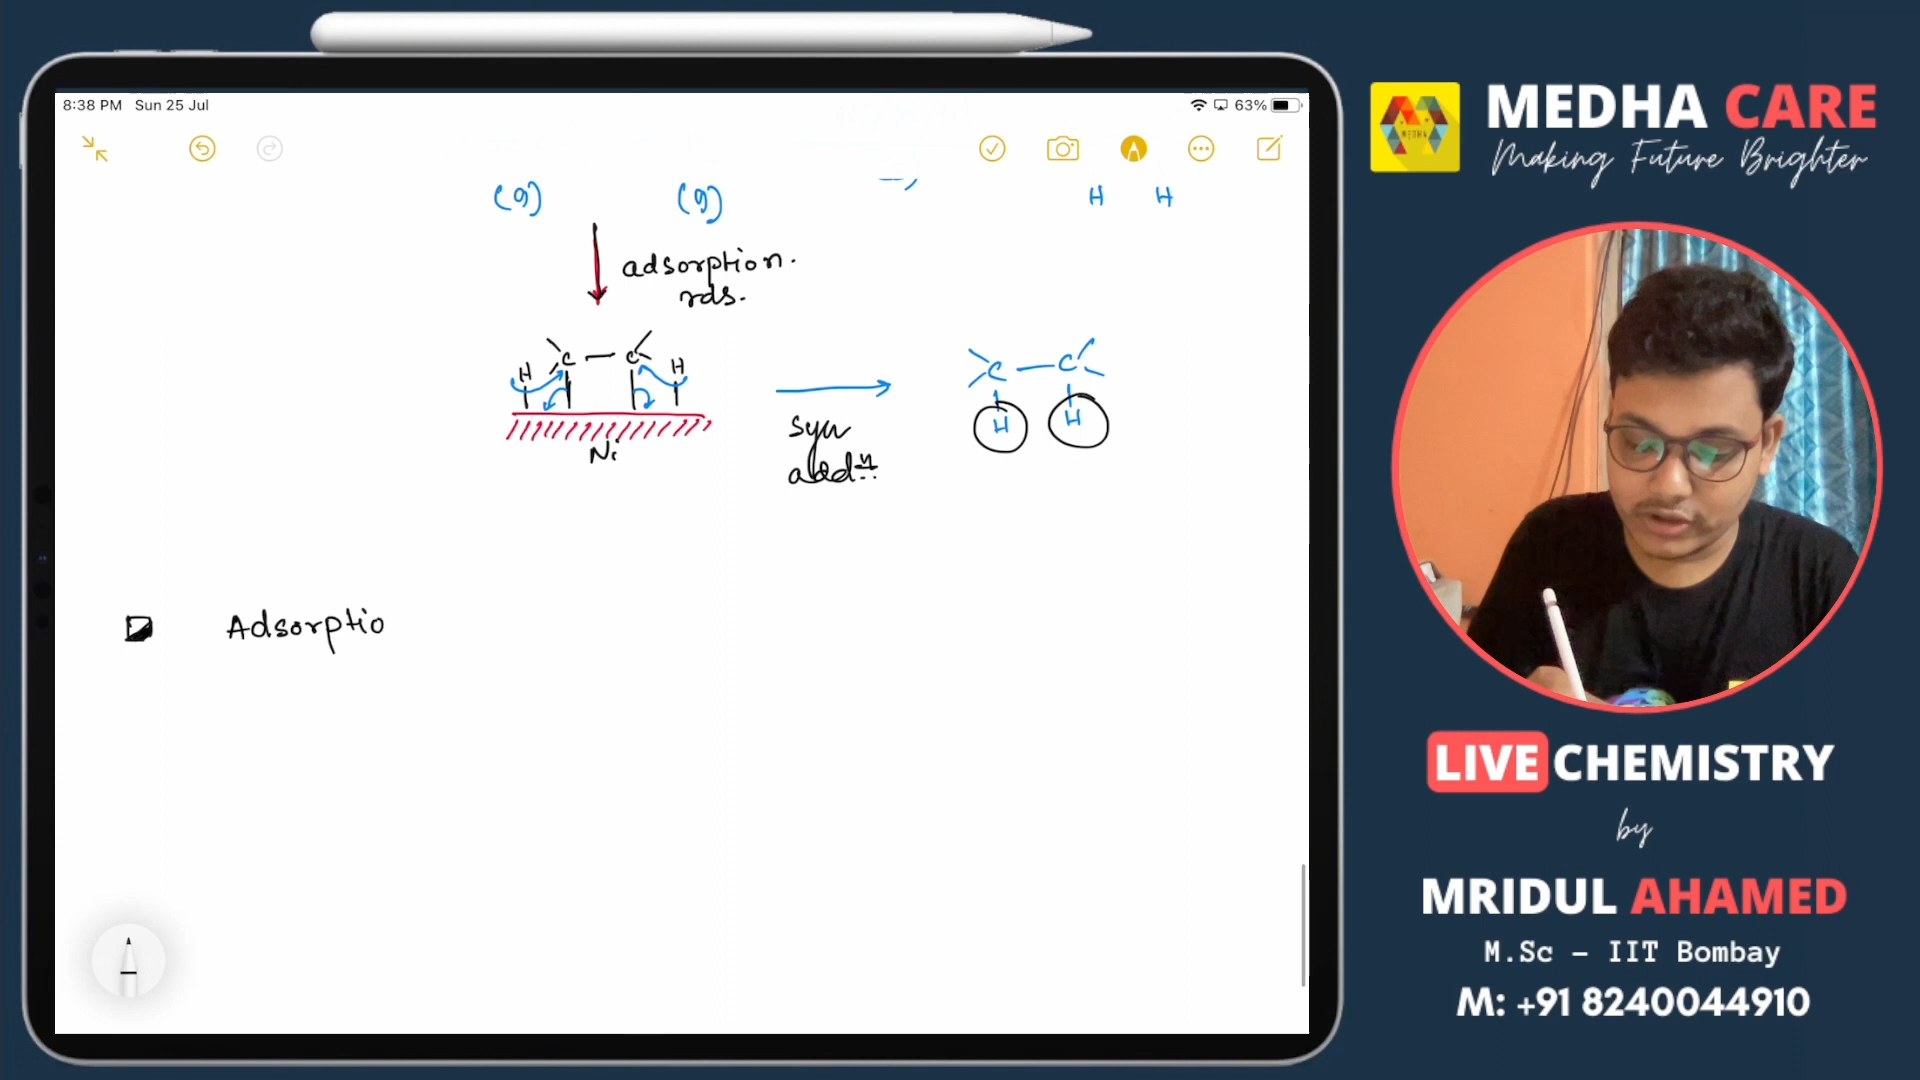 8:38 PM Sun 25 Jul
63%
(g) (g) H H
adsorption.
rds.
H C — C H
Ni
syn
addn
C — C
H H
Adsorptio
MEDHA CARE
Making Future Brighter
MEDHA
LIVE CHEMISTRY
by
MRIDUL AHAMED
M.Sc – IIT Bombay
M: +91 8240044910